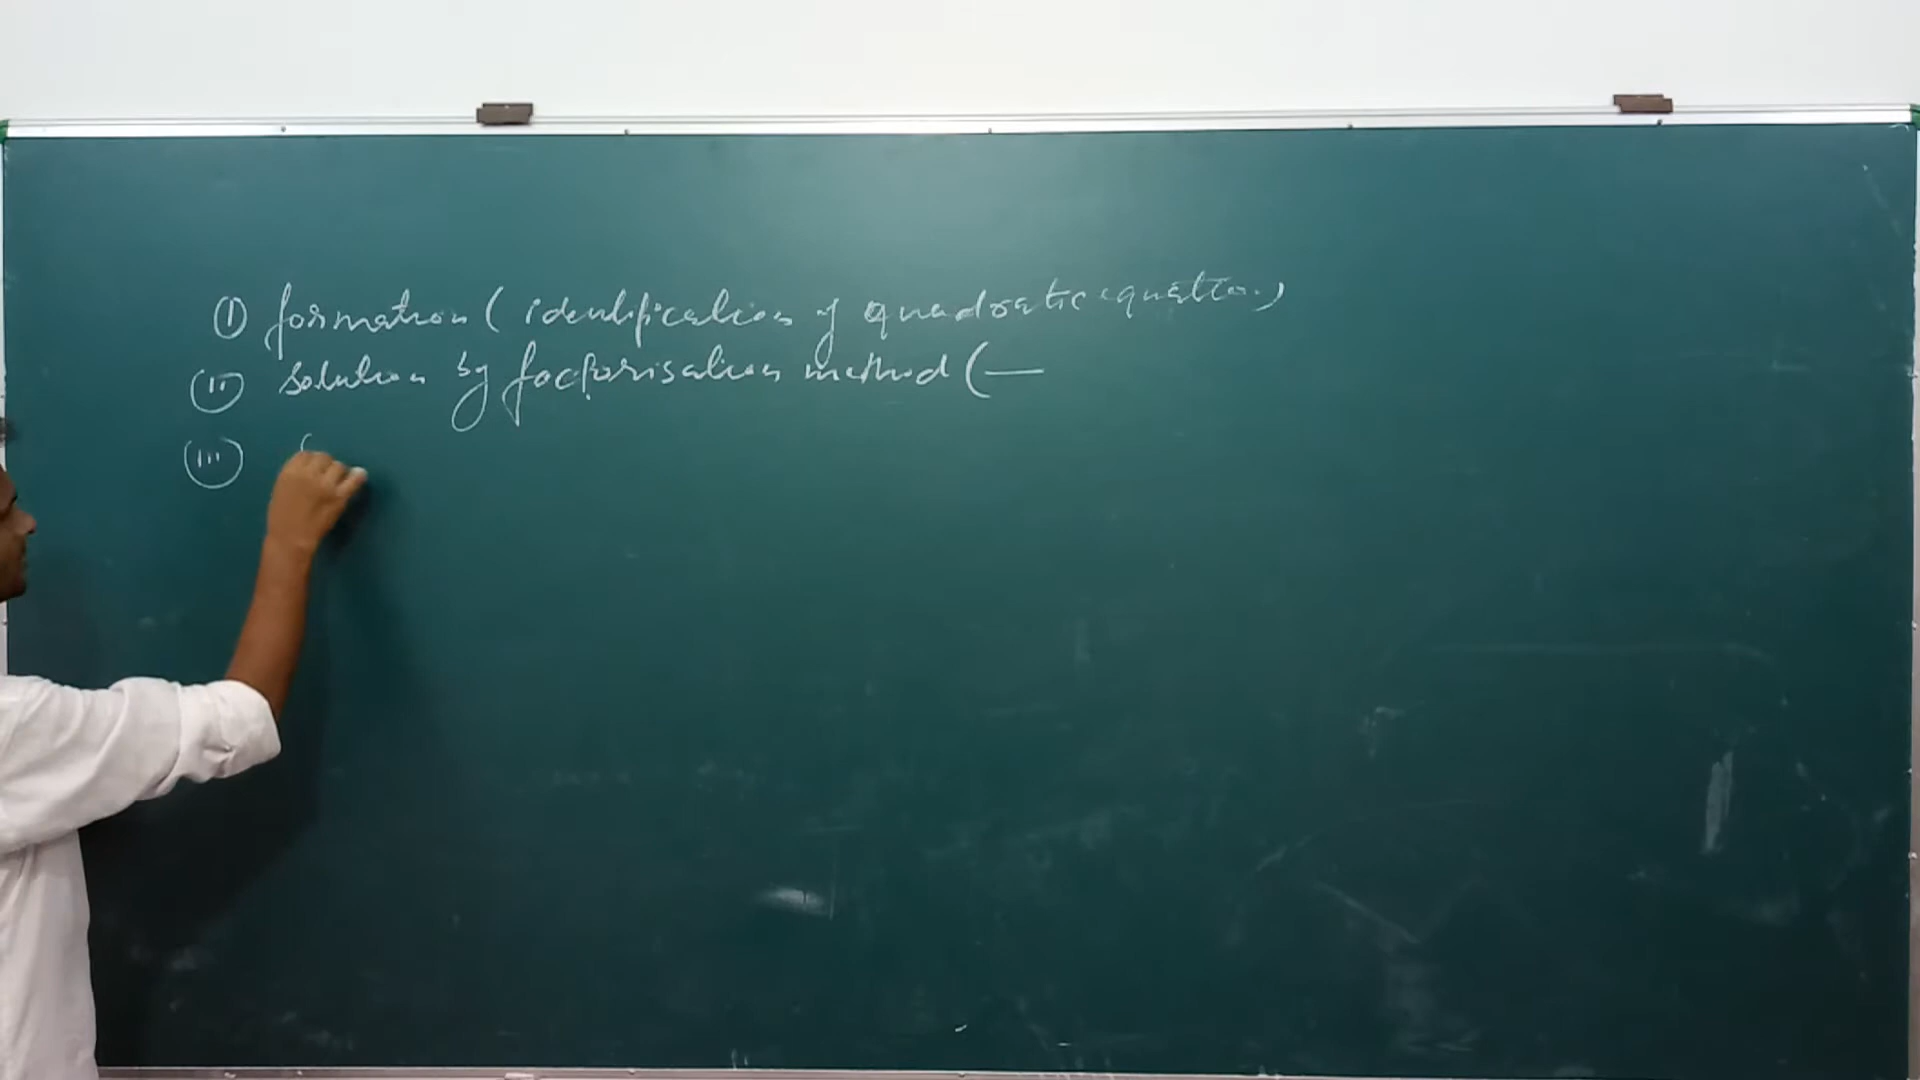 (i) formation ( identification of quadratic equation)
(ii) solution by factorisation method ( —
(iii) (